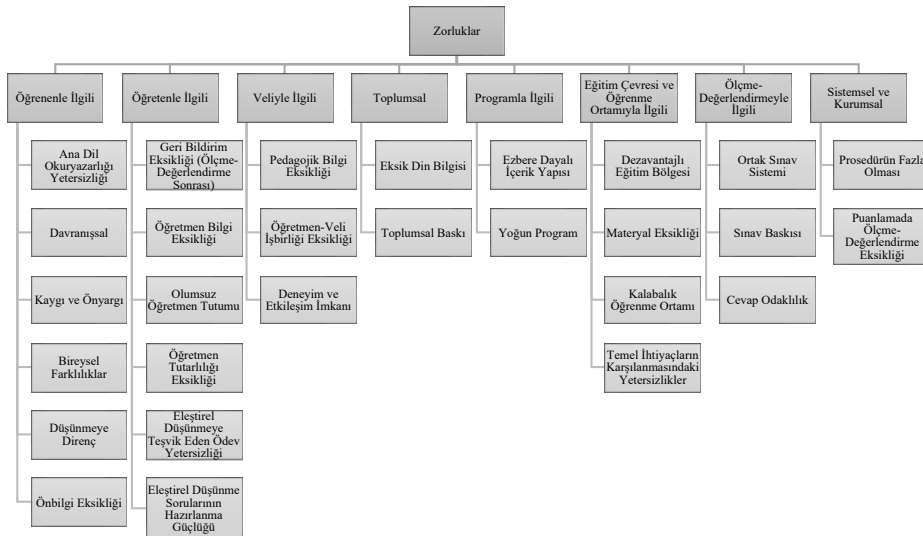 Zorluklar
Öğrenenle İlgili
Öğretenle İlgili
Veliyle İlgili
Toplumsal
Programla İlgili
Eğitim Çevresi ve
Öğrenme
Ortamıyla İlgili
Ölçme-
Değerlendirmeyle
İlgili
Sistemsel ve
Kurumsal
Ana Dil
Okuryazarlığı
Yetersizliği
Davranışsal
Kaygı ve Önyargı
Bireysel
Farklılıklar
Düşünmeye
Direnç
Önbilgi Eksikliği
Geri Bildirim
Eksikliği (Ölçme-
Değerlendirme
Sonrası)
Öğretmen Bilgi
Eksikliği
Olumsuz
Öğretmen Tutumu
Öğretmen
Tutarlılığı
Eksikliği
Eleştirel
Düşünmeye
Teşvik Eden Ödev
Yetersizliği
Eleştirel Düşünme
Sorularının
Hazırlanma
Güçlüğü
Pedagojik Bilgi
Eksikliği
Öğretmen-Veli
İşbirliği Eksikliği
Deneyim ve
Etkileşim İmkanı
Eksik Din Bilgisi
Toplumsal Baskı
Ezbere Dayalı
İçerik Yapısı
Yoğun Program
Dezavantajlı
Eğitim Bölgesi
Materyal Eksikliği
Kalabalık
Öğrenme Ortamı
Temel İhtiyaçların
Karşılanmasındaki
Yetersizlikler
Ortak Sınav
Sistemi
Sınav Baskısı
Cevap Odaklılık
Prosedürün Fazla
Olması
Puanlamada
Ölçme-
Değerlendirme
Eksikliği